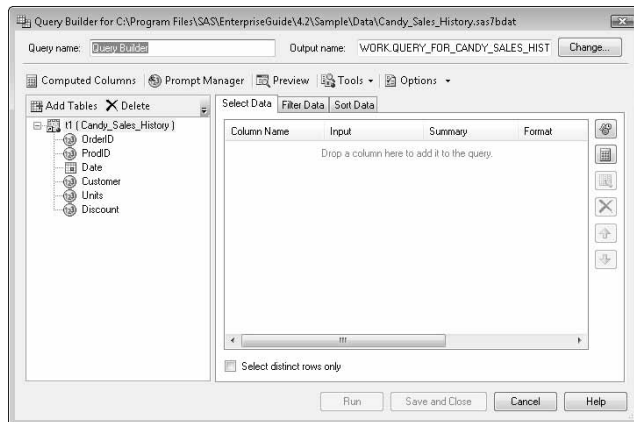 Query Builder for C:\Program Files\SAS\EnterpriseGuide\4.2\Sample\Data\Candy_Sales_History.sas7bdat
Query name: Query Builder Output name: WORK.QUERY_FOR_CANDY_SALES_HIST Change...
Computed Columns Prompt Manager Preview Tools Options
Add Tables Delete
Select Data Filter Data Sort Data
t1 (Candy_Sales_History)
OrderID
ProdID
Date
Customer
Units
Discount
Column Name Input Summary Format
Drop a column here to add it to the query.
Select distinct rows only
Run Save and Close Cancel Help